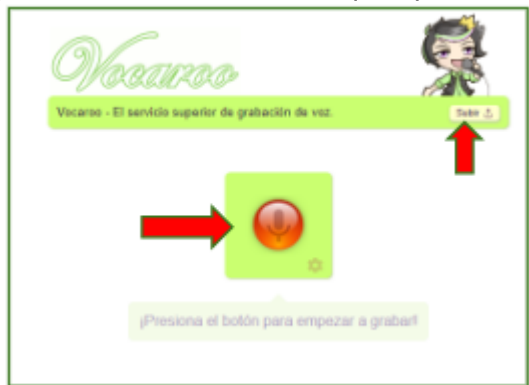 Vocaroo
Vocaroo - El servicio superior de grabación de voz.
Subir
¡Presiona el botón para empezar a grabar!